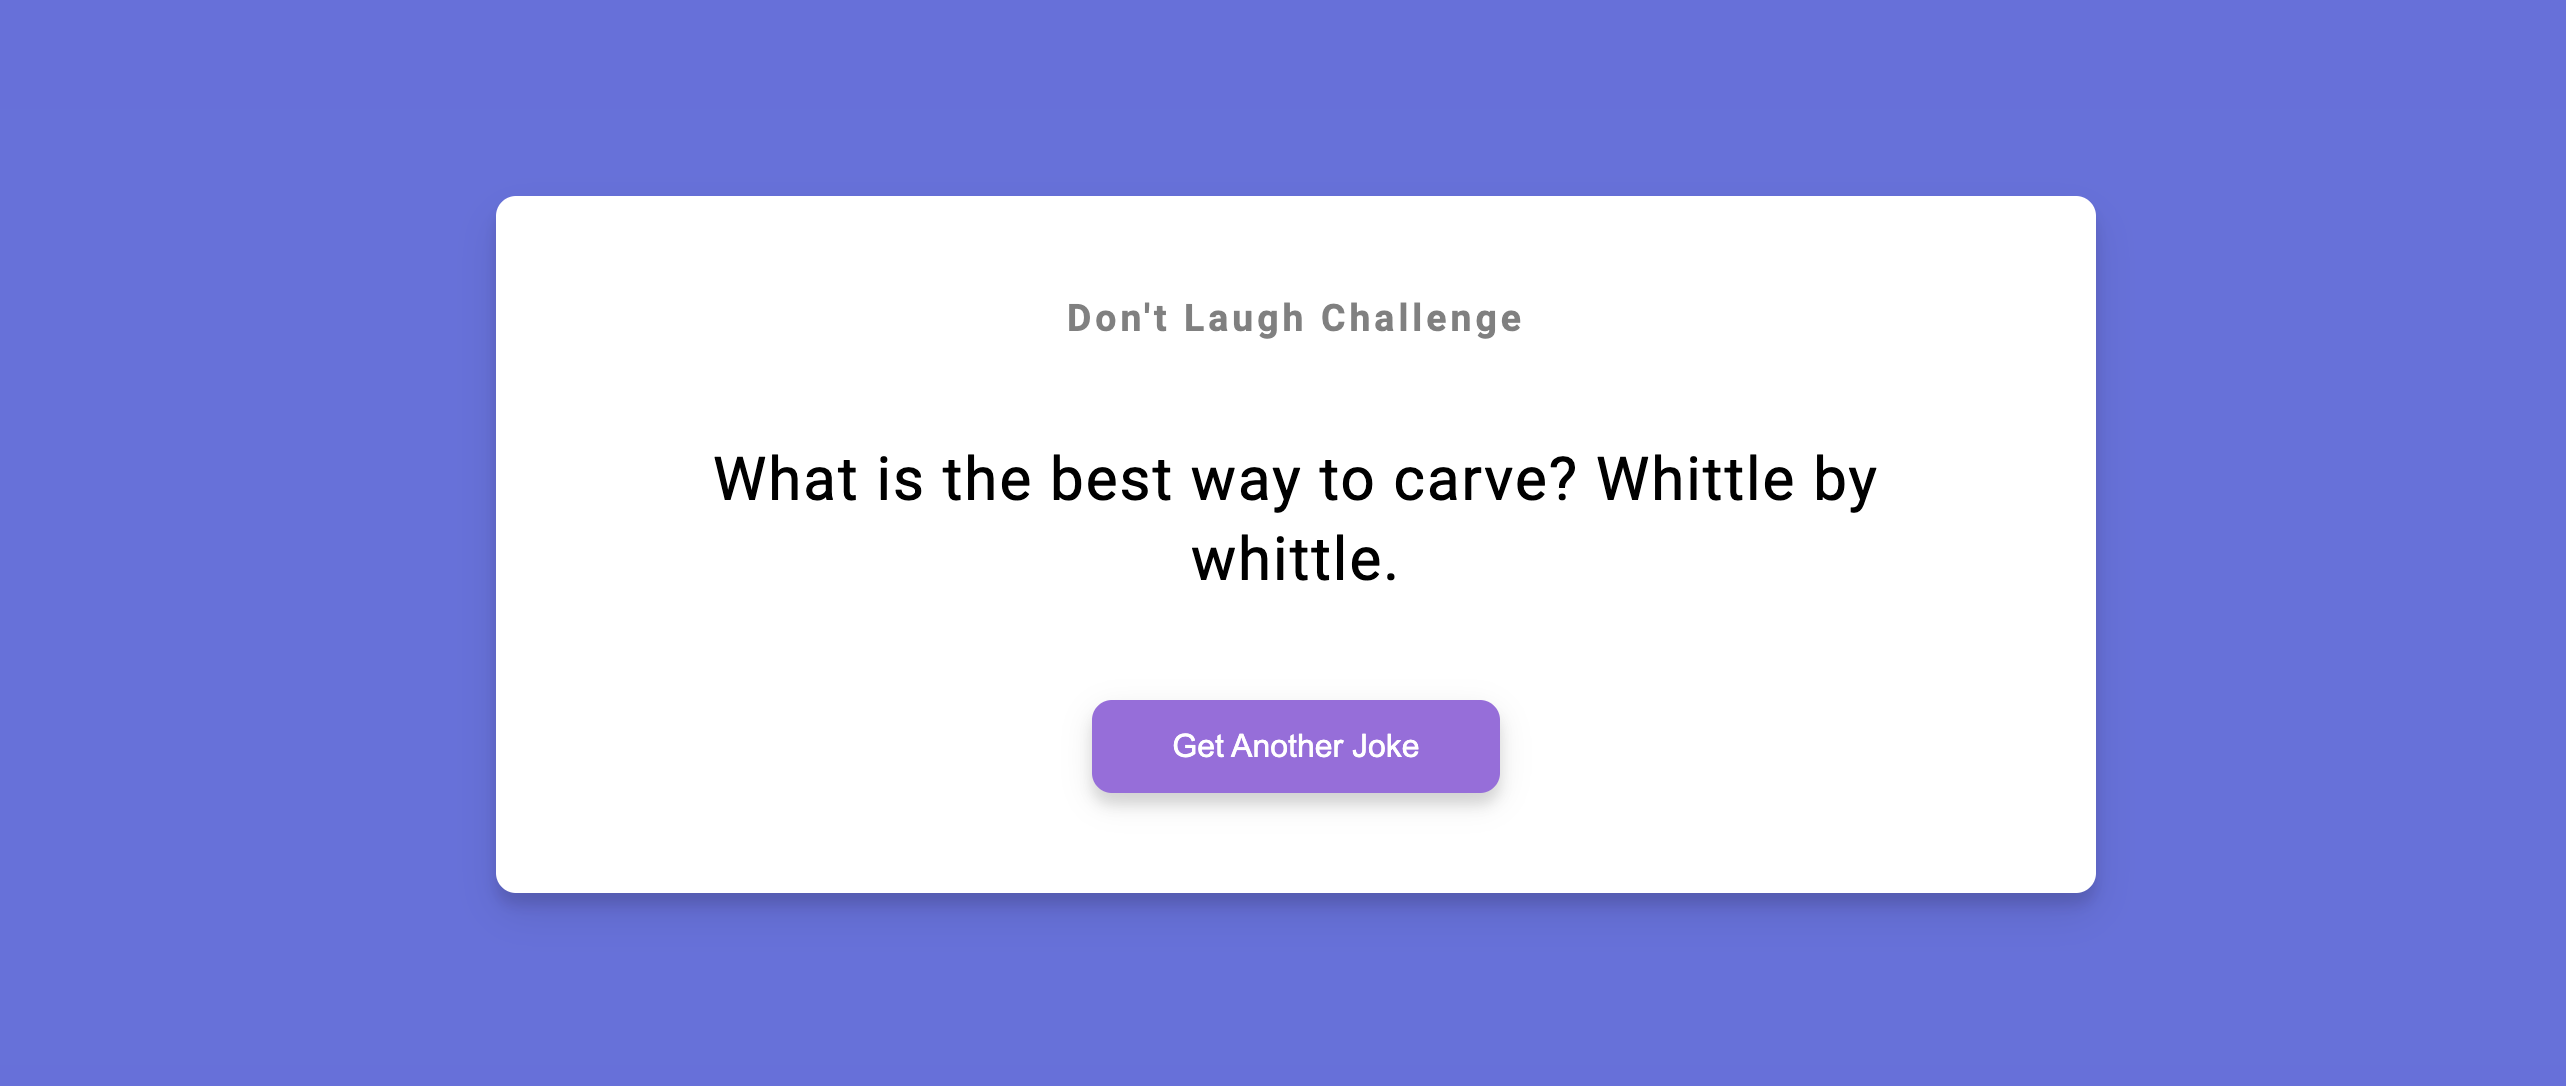 Don't Laugh Challenge
What is the best way to carve? Whittle by
whittle.
Get Another Joke